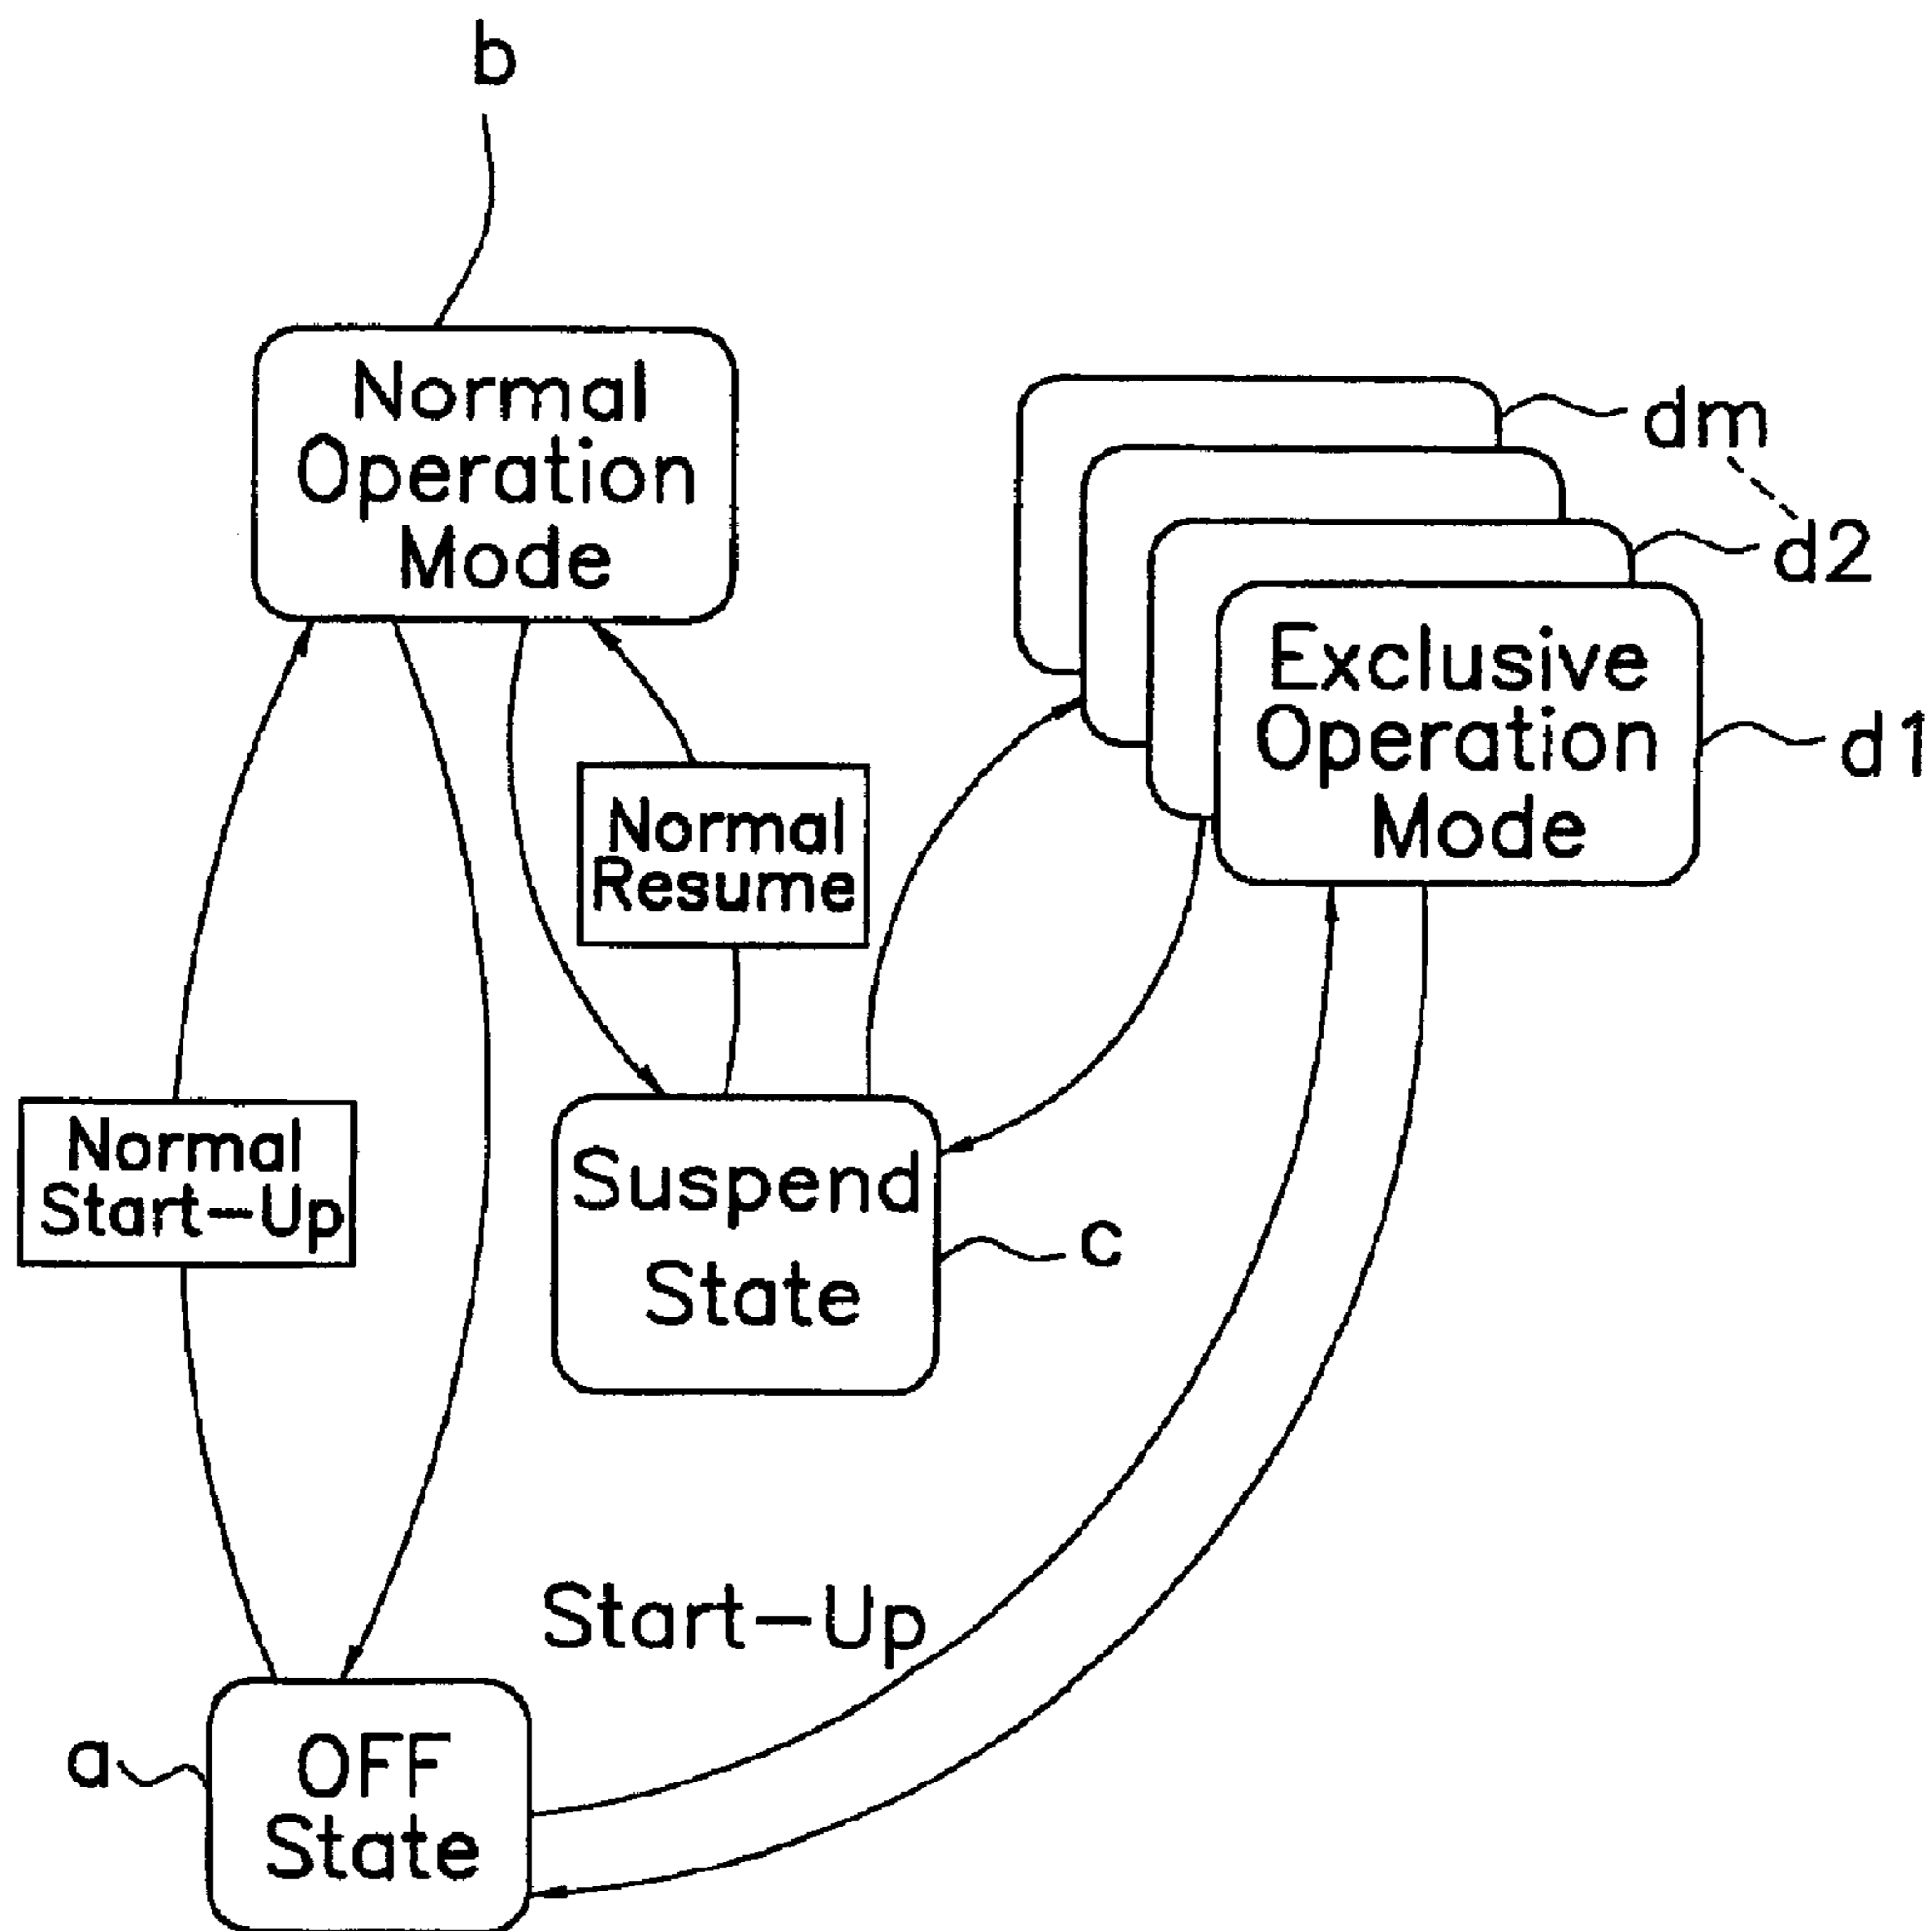 b
Normal
Operation
Mode
dm
d2
Exclusive
Operation
Mode
d1
Normal
Resume
Normal
Start-Up
Suspend
State
c
Start-Up
a
OFF
State